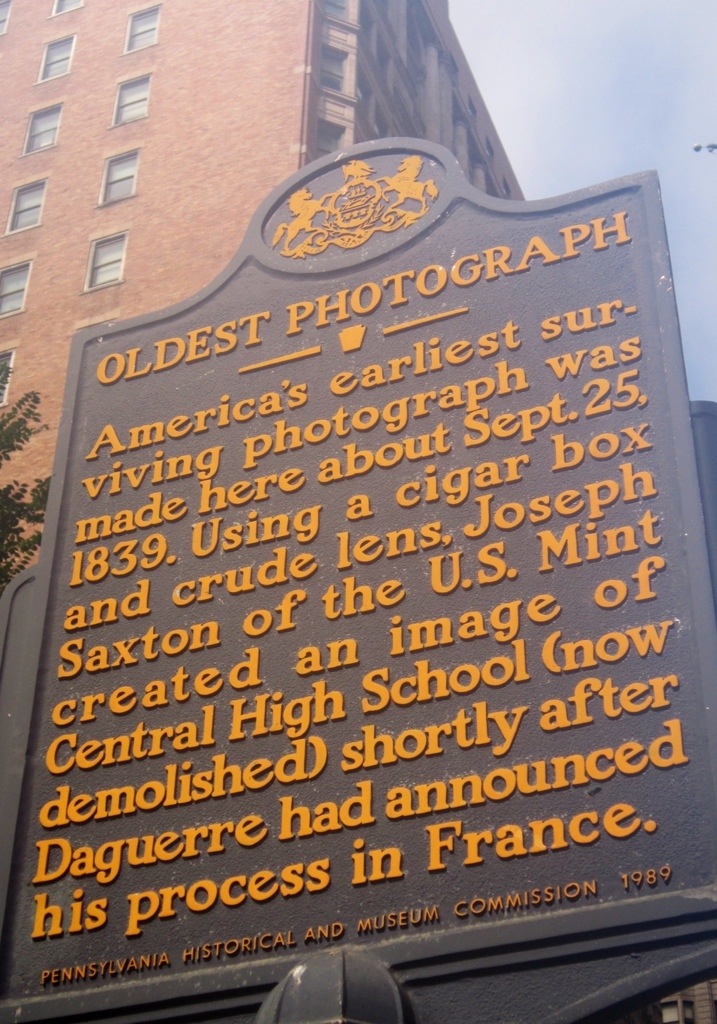 OLDEST PHOTOGRAPH
America's earliest sur-
viving photograph was
made here about Sept. 25,
1839. Using a cigar box
and crude lens, Joseph
Saxton of the U.S. Mint
created an image of
Central High School (now
demolished) shortly after
Daguerre had announced
his process in France.
PENNSYLVANIA HISTORICAL AND MUSEUM COMMISSION 1989